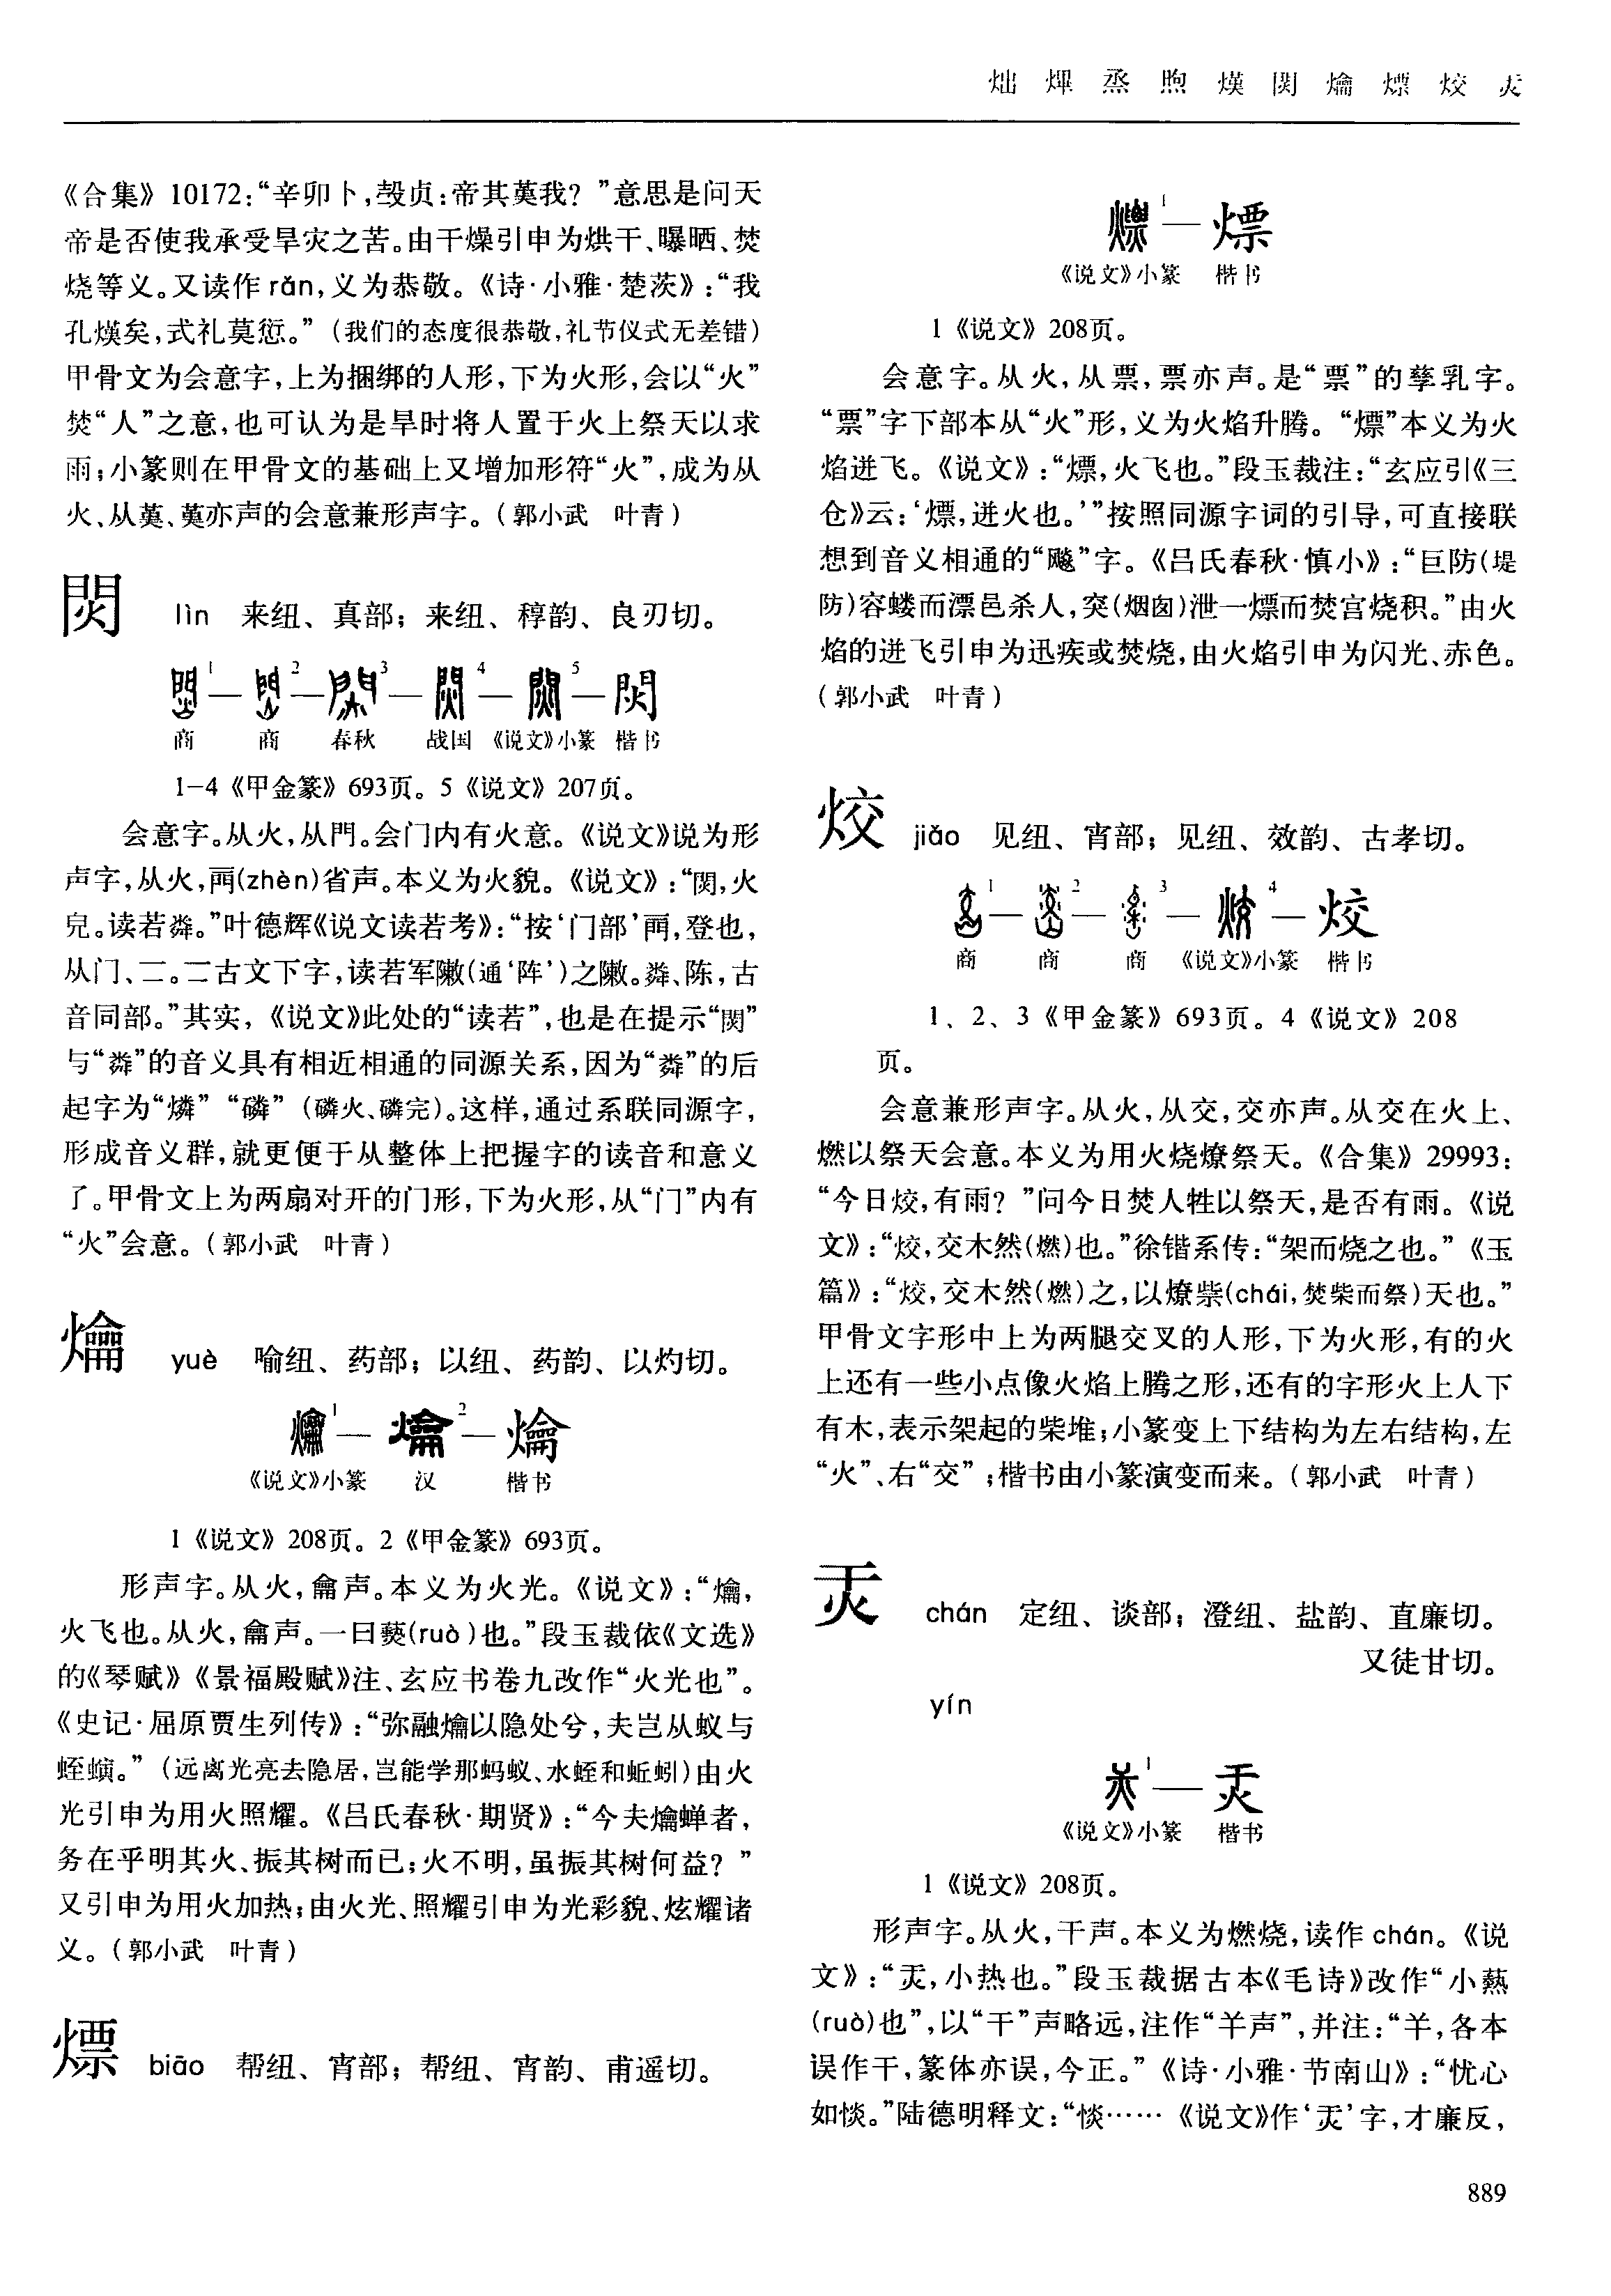 炪 熚 烝 煦 熯 閔 爚 熛 烄 灮
《合集》10172:“辛卯卜,㱿贞:帝其堇我?”意思是问天
帝是否使我承受旱灾之苦。由干燥引申为烘干、曝晒、焚
烧等义。又读作rǎn,义为恭敬。《诗·小雅·楚茨》:“我
孔熯矣,式礼莫愆。”(我们的态度很恭敬,礼节仪式无差错)
甲骨文为会意字,上为捆绑的人形,下为火形,会以“火”
焚“人”之意,也可认为是旱时将人置于火上祭天以求
雨;小篆则在甲骨文的基础上又增加形符“火”,成为从
火、从堇、堇亦声的会意兼形声字。(郭小武 叶青)
焛 lìn 来纽、真部;来纽、稕韵、良刃切。
1 — 2 — 3 — 4 — 5 — 焛
商 商 春秋 战国 《说文》小篆 楷书
1–4《甲金篆》693页。5《说文》207页。
会意字。从火,从門。会门内有火意。《说文》说为形
声字,从火,㒳(zhèn)省声。本义为火貌。《说文》:“焛,火
皃。读若粦。”叶德辉《说文读若考》:“按‘门部’,登也,
从门、二。二古文下字,读若军敶(通‘阵’)之敶。粦、陈,古
音同部。”其实,《说文》此处的“读若”,也是在提示“焛”
与“粦”的音义具有相近相通的同源关系,因为“粦”的后
起字为“燐”“磷”(磷火、磷完)。这样,通过系联同源字,
形成音义群,就更便于从整体上把握字的读音和意义
了。甲骨文上为两扇对开的门形,下为火形,从“门”内有
“火”会意。(郭小武 叶青)
爚 yuè 喻纽、药部;以纽、药韵、以灼切。
1 — 2 — 爚
《说文》小篆 汉 楷书
1《说文》208页。2《甲金篆》693页。
形声字。从火,龠声。本义为火光。《说文》:“爚,
火飞也。从火,龠声。一曰爇(ruò)也。”段玉裁依《文选》
的《琴赋》《景福殿赋》注、玄应书卷九改作“火光也”。
《史记·屈原贾生列传》:“弥融爚以隐处兮,夫岂从蚁与
蛭螾。”(远离光亮去隐居,岂能学那蚂蚁、水蛭和蚯蚓)由火
光引申为用火照耀。《吕氏春秋·期贤》:“今夫爚蝉者,
务在乎明其火、振其树而已;火不明,虽振其树何益?”
又引申为用火加热;由火光、照耀引申为光彩貌、炫耀诸
义。(郭小武 叶青)
熛 biāo 帮纽、宵部;帮纽、宵韵、甫遥切。
1 — 熛
《说文》小篆 楷书
1《说文》208页。
会意字。从火,从票,票亦声。是“票”的孳乳字。
“票”字下部本从“火”形,义为火焰升腾。“熛”本义为火
焰迸飞。《说文》:“熛,火飞也。”段玉裁注:“玄应引《三
仓》云:‘熛,迸火也。’”按照同源字词的引导,可直接联
想到音义相通的“飚”字。《吕氏春秋·慎小》:“巨防(堤
防)容蝼而漂邑杀人,突(烟囱)泄一熛而焚宫烧积。”由火
焰的迸飞引申为迅疾或焚烧,由火焰引申为闪光、赤色。
(郭小武 叶青)
烄 jiǎo 见纽、宵部;见纽、效韵、古孝切。
1 — 2 — 3 — 4 — 烄
商 商 商 《说文》小篆 楷书
1、2、3《甲金篆》693页。4《说文》208
页。
会意兼形声字。从火,从交,交亦声。从交在火上、
燃以祭天会意。本义为用火烧燎祭天。《合集》29993:
“今日烄,有雨?”问今日焚人牲以祭天,是否有雨。《说
文》:“烄,交木然(燃)也。”徐锴系传:“架而烧之也。”《玉
篇》:“烄,交木然(燃)之,以燎祡(chái,焚柴而祭)天也。”
甲骨文字形中上为两腿交叉的人形,下为火形,有的火
上还有一些小点像火焰上腾之形,还有的字形火上人下
有木,表示架起的柴堆;小篆变上下结构为左右结构,左
“火”、右“交”;楷书由小篆演变而来。(郭小武 叶青)
灻 chán 定纽、谈部;澄纽、盐韵、直廉切。
又徒甘切。
yín
1 —
《说文》小篆 楷书
1《说文》208页。
形声字。从火,干声。本义为燃烧,读作chán。《说
文》:“,小热也。”段玉裁据古本《毛诗》改作“小爇
(ruò)也”,以“干”声略远,注作“羊声”,并注:“羊,各本
误作干,篆体亦误,今正。”《诗·小雅·节南山》:“忧心
如惔。”陆德明释文:“惔……《说文》作‘’字,才廉反,
889